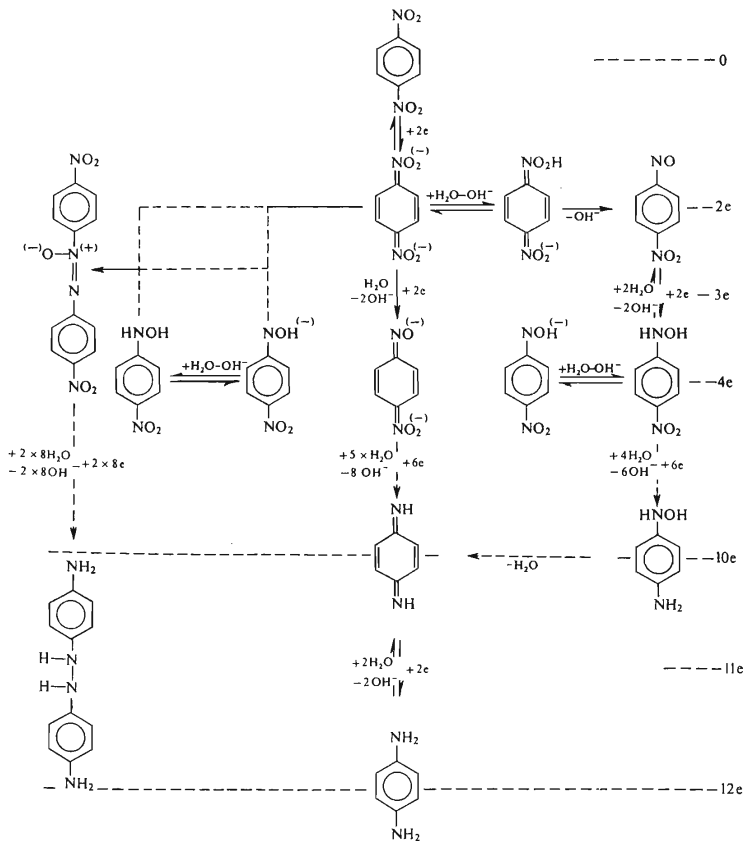 NO₂
0
NO₂
+2e
NO₂⁽⁻⁾
NO₂H
NO
NO₂
+H₂O–OH⁻
–OH⁻
2e
(−)O–N(+)
NO₂⁽⁻⁾
NO₂⁽⁻⁾
NO₂
N
H₂O
–2OH⁻
+2e
+2H₂O
–2OH⁻
+2e
3e
HNOH
NOH⁽⁻⁾
NO⁽⁻⁾
NOH⁽⁻⁾
HNOH
+H₂O–OH⁻
+H₂O–OH⁻
4e
NO₂
NO₂
NO₂
NO₂⁽⁻⁾
NO₂
NO₂
+ 2 × 8H₂O
– 2 × 8OH⁻
+2 × 8e
+5 × H₂O
–8 OH⁻
+6e
+4H₂O
–6OH⁻
+6e
NH
HNOH
NH₂
–H₂O
10e
NH
NH₂
H–N
+2H₂O
–2OH⁻
+2e
11e
H–N
NH₂
NH₂
12e
NH₂